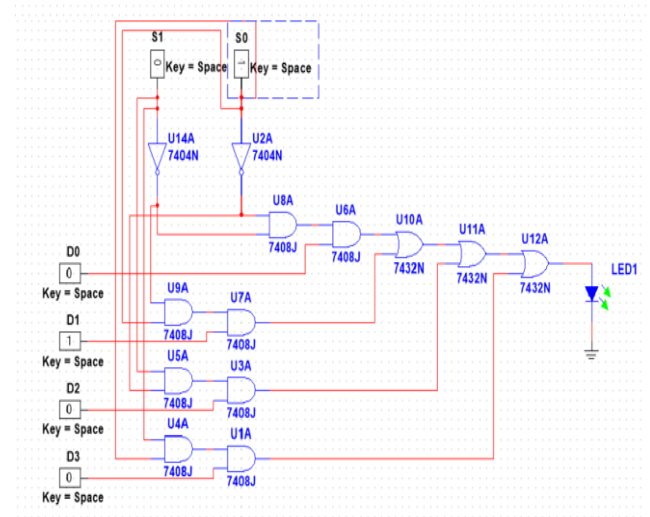 S1 S0
0 Key = Space 1 Key = Space
U14A U2A
7404N 7404N
U8A
U6A
U10A
U11A
U12A
7408J
7408J
7432N
7432N
7432N
LED1
D0
0
Key = Space
U9A
U7A
D1
7408J
1
7408J
Key = Space
U5A
U3A
D2
0
7408J
7408J
Key = Space
U4A
U1A
D3
0
7408J
7408J
Key = Space